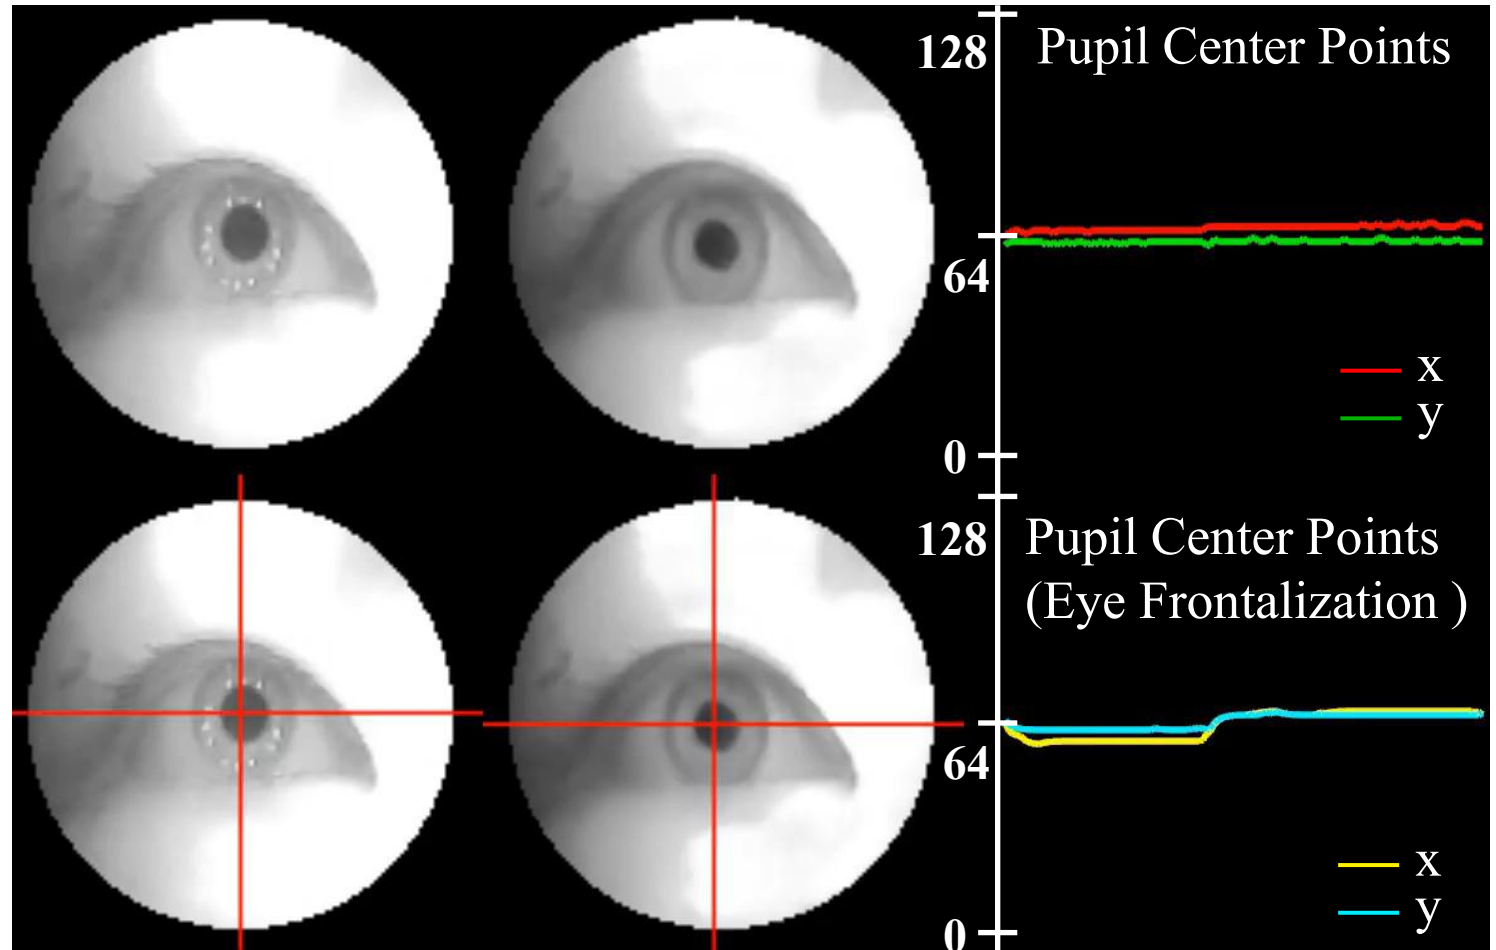 128
Pupil Center Points
64
x
y
0
128
Pupil Center Points
(Eye Frontalization )
64
x
y
0